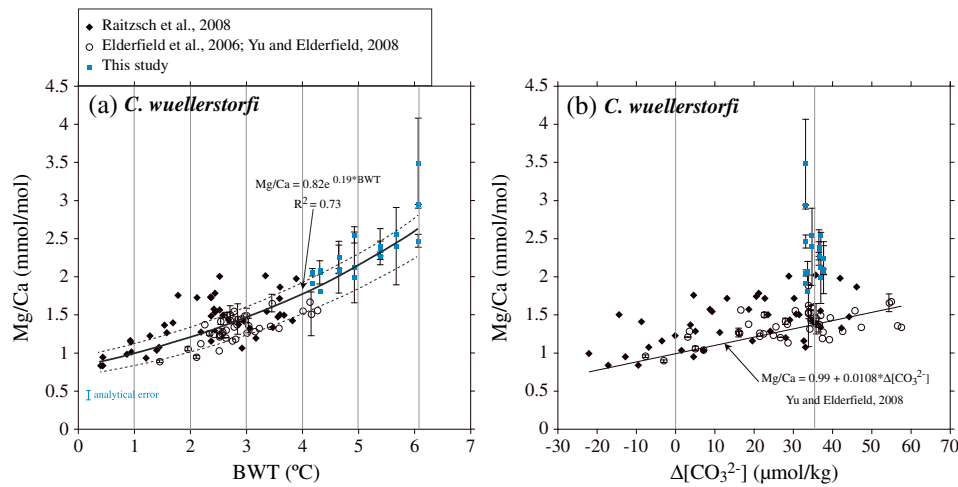 Raitzsch et al., 2008
Elderfield et al., 2006; Yu and Elderfield, 2008
This study
(a) C. wuellerstorfi
4.5
4
3.5
3
2.5
2
1.5
1
0.5
0
Mg/Ca (mmol/mol)
Mg/Ca = 0.82e^0.19*BWT
R² = 0.73
analytical error
0 1 2 3 4 5 6 7
BWT (ºC)
(b) C. wuellerstorfi
4.5
4
3.5
3
2.5
2
1.5
1
0.5
0
Mg/Ca (mmol/mol)
Mg/Ca = 0.99 + 0.0108*Δ[CO₃²⁻]
Yu and Elderfield, 2008
-30 -20 -10 0 10 20 30 40 50 60 70
Δ[CO₃²⁻] (μmol/kg)